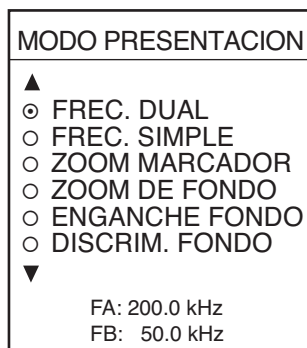 MODO PRESENTACION
FREC. DUAL
FREC. SIMPLE
ZOOM MARCADOR
ZOOM DE FONDO
ENGANCHE FONDO
DISCRIM. FONDO
FA: 200.0 kHz
FB: 50.0 kHz